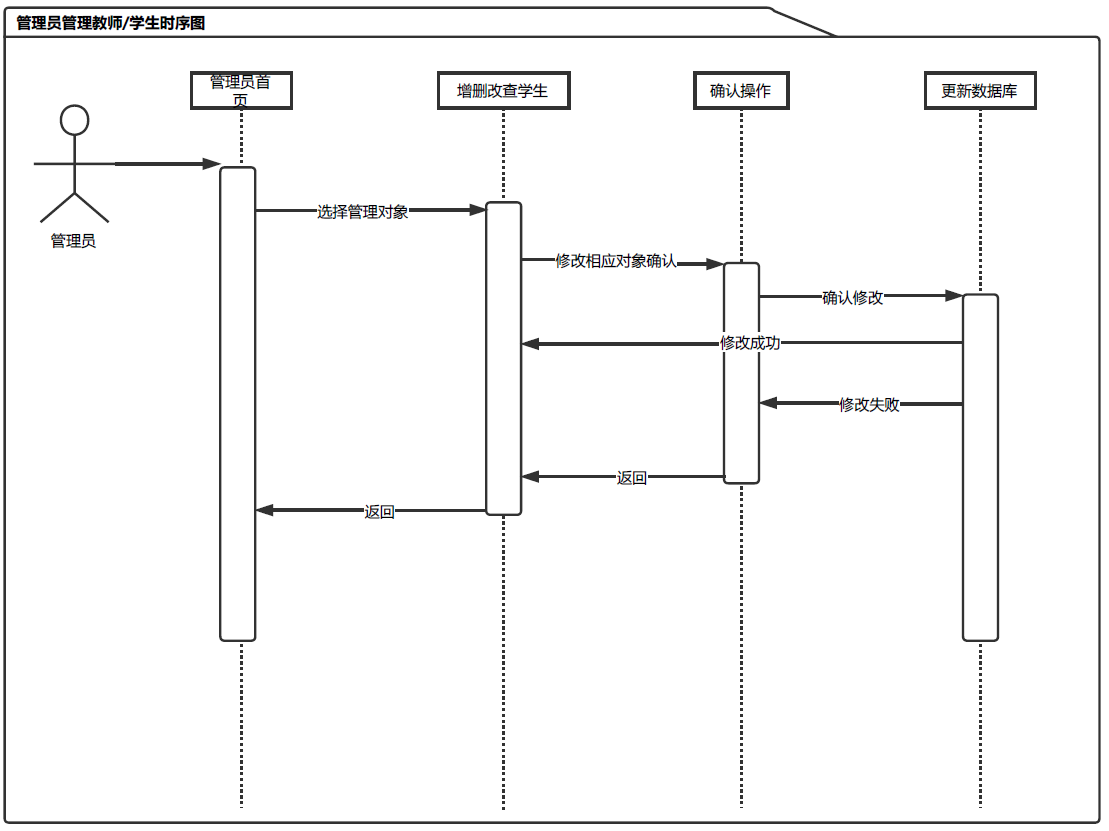 管理员管理教师/学生时序图
管理员首
页
增删改查学生
确认操作
更新数据库
管理员
选择管理对象
修改相应对象确认
确认修改
修改成功
修改失败
返回
返回